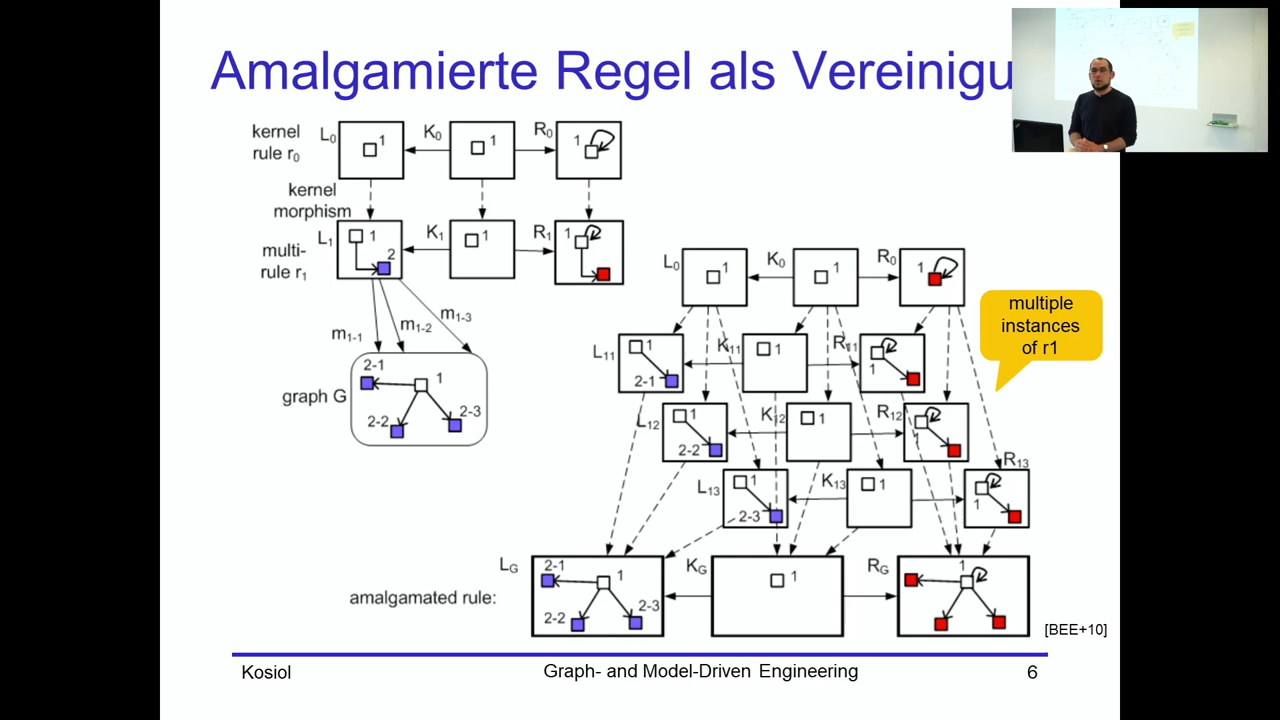 Amalgamierte Regel als Vereinigu
kernel
rule r0
L0
1
K0
1
R0
1
kernel
morphism
multi-
rule r1
L1
1
2
K1
1
R1
1
m1-1
m1-2
m1-3
graph G
2-1
1
2-2
2-3
L0
1
K0
1
R0
1
multiple
instances
of r1
L11
1
2-1
K11
1
R11
1
L12
1
2-2
K12
1
R12
1
L13
1
2-3
K13
1
R13
1
amalgamated rule:
LG
2-1
1
2-2
2-3
KG
1
RG
1
[BEE+10]
Kosiol
Graph- and Model-Driven Engineering
6